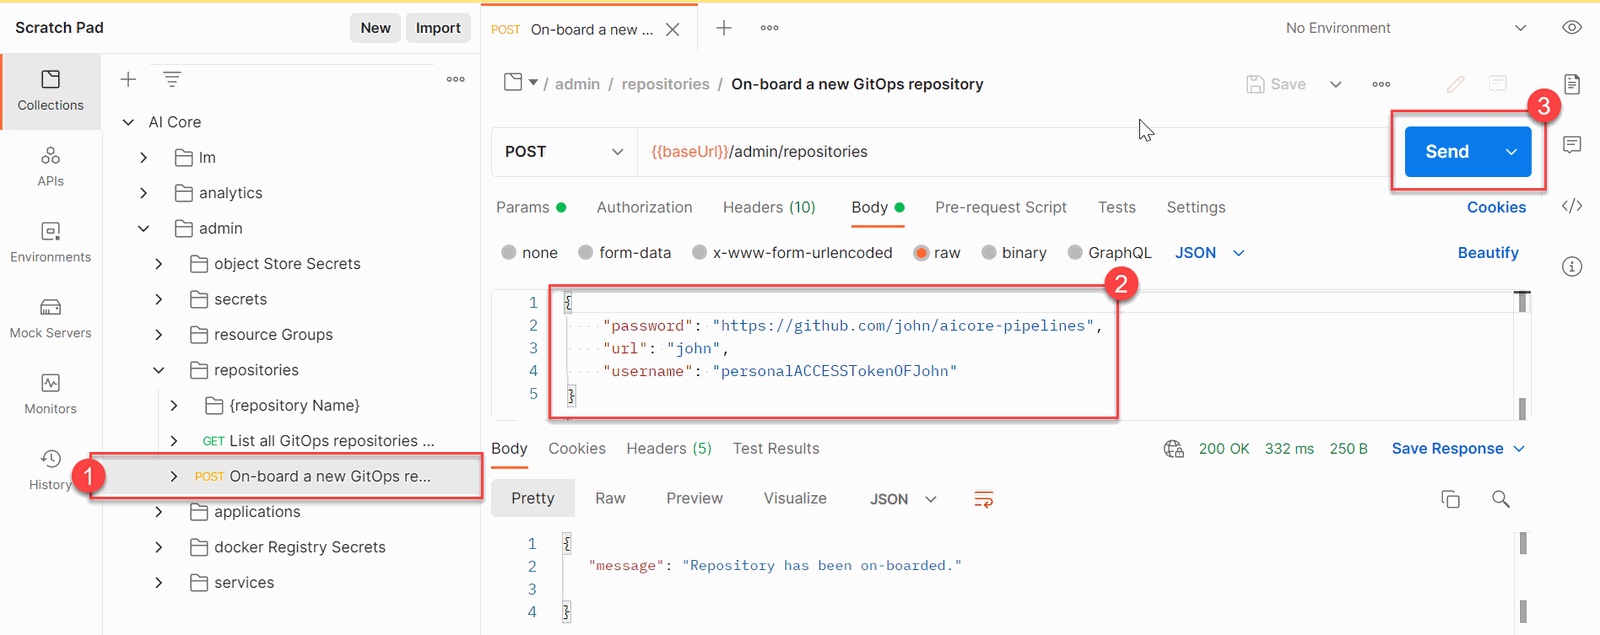 Scratch Pad
New
Import
POST On-board a new ...
No Environment
Collections
APIs
Environments
Mock Servers
Monitors
History
AI Core
lm
analytics
admin
object Store Secrets
secrets
resource Groups
repositories
{repository Name}
GET List all GitOps repositories ...
1
POST On-board a new GitOps re...
applications
docker Registry Secrets
services
/ admin / repositories / On-board a new GitOps repository
Save
POST
{{baseUrl}}/admin/repositories
Send
3
Params
Authorization
Headers (10)
Body
Pre-request Script
Tests
Settings
Cookies
</>
none
form-data
x-www-form-urlencoded
raw
binary
GraphQL
JSON
Beautify
2
1 {
2 "password": "https://github.com/john/aicore-pipelines",
3 "url": "john",
4 "username": "personalACCESSTokenOFJohn"
5 }
Body
Cookies
Headers (5)
Test Results
200 OK
332 ms
250 B
Save Response
Pretty
Raw
Preview
Visualize
JSON
1 {
2 "message": "Repository has been on-boarded."
3
4 }